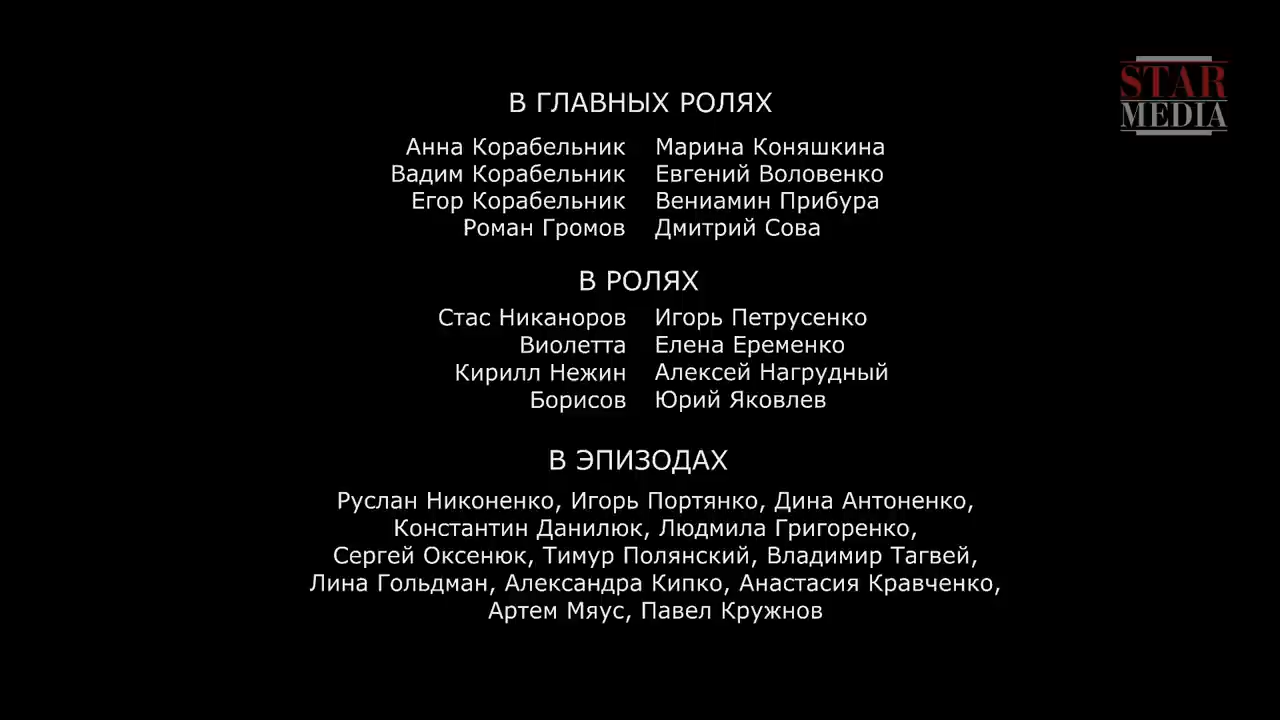 STAR
MEDIA
В ГЛАВНЫХ РОЛЯХ
Анна Корабельник Марина Коняшкина
Вадим Корабельник Евгений Воловенко
Егор Корабельник Вениамин Прибура
Роман Громов Дмитрий Сова
В РОЛЯХ
Стас Никаноров Игорь Петрусенко
Виолетта Елена Еременко
Кирилл Нежин Алексей Нагрудный
Борисов Юрий Яковлев
В ЭПИЗОДАХ
Руслан Никоненко, Игорь Портянко, Дина Антоненко,
Константин Данилюк, Людмила Григоренко,
Сергей Оксенюк, Тимур Полянский, Владимир Тагвей,
Лина Гольдман, Александра Кипко, Анастасия Кравченко,
Артем Мяус, Павел Кружнов